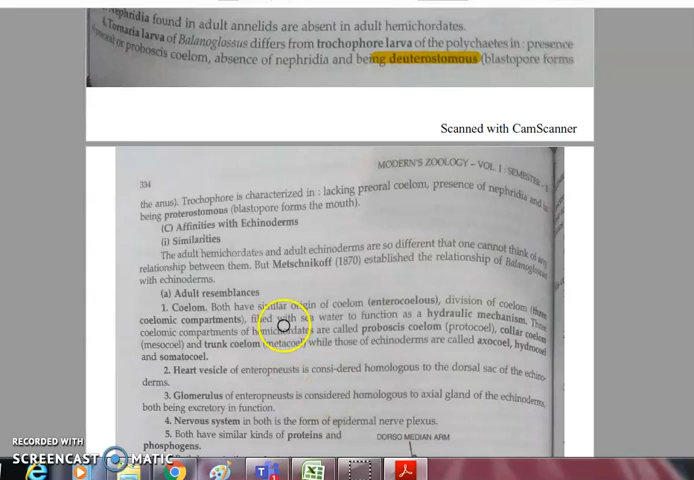 Nephridia found in adult annelids are absent in adult hemichordates.
4. Tornaria larva of Balanoglossus differs from trochophore larva of the polychaetes in : presence
or proboscis coelom, absence of nephridia and being deuterostomous (blastopore forms
Scanned with CamScanner
334
MODERN'S ZOOLOGY – VOL. I : SEMESTER -
the anus). Trochophore is characterized in : lacking preoral coelom, presence of nephridia and
being proterostomous (blastopore forms the mouth).
(C) Affinities with Echinoderms
(i) Similarities
The adult hemichordates and adult echinoderms are so different that one cannot think of any
relationship between them. But Metschnikoff (1870) established the relationship of Balanoglossus
with echinoderms.
(a) Adult resemblances
1. Coelom. Both have similar origin of coelom (enterocoelous), division of coelom (three
coelomic compartments), filled with sea water to function as a hydraulic mechanism. Three
coelomic compartments of hemichordates are called proboscis coelom (protocoel), collar coelom
(mesocoel) and trunk coelom (metacoel) while those of echinoderms are called axocoel, hydrocoel
and somatocoel.
2. Heart vesicle of enteropneusts is consi-dered homologous to the dorsal sac of the echino-
derms.
3. Glomerulus of enteropneusts is considered homologous to axial gland of the echinoderms,
both being excretory in function.
4. Nervous system in both is the form of epidermal nerve plexus.
5. Both have similar kinds of proteins and
phosphogens.
DORSO MEDIAN ARM
RECORDED WITH
SCREENCAST MATIC